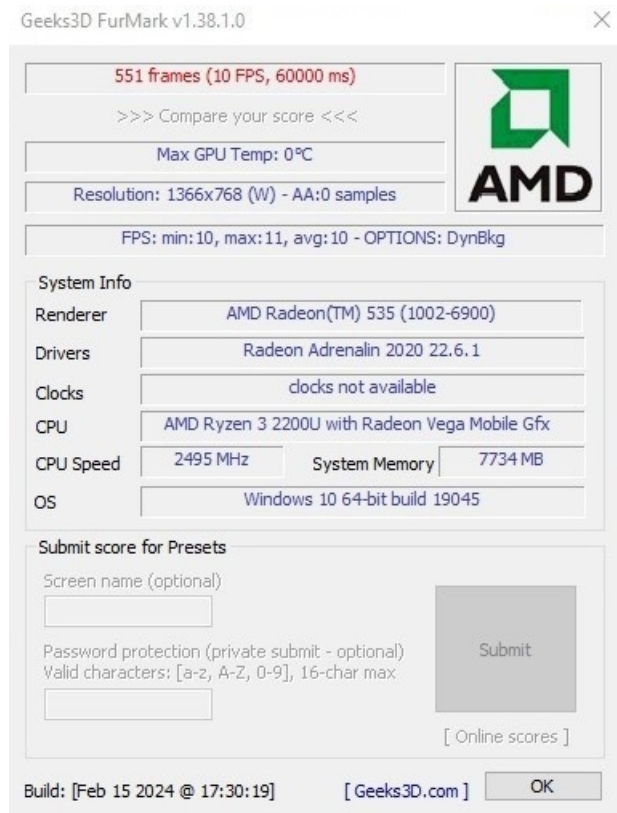 Geeks3D FurMark v1.38.1.0
551 frames (10 FPS, 60000 ms)
>>> Compare your score <<<
Max GPU Temp: 0°C
Resolution: 1366x768 (W) - AA:0 samples
AMD
FPS: min:10, max:11, avg:10 - OPTIONS: DynBkg
System Info
Renderer AMD Radeon(TM) 535 (1002-6900)
Drivers Radeon Adrenalin 2020 22.6.1
Clocks clocks not available
CPU AMD Ryzen 3 2200U with Radeon Vega Mobile Gfx
CPU Speed 2495 MHz System Memory 7734 MB
OS Windows 10 64-bit build 19045
Submit score for Presets
Screen name (optional)
Password protection (private submit - optional)
Valid characters: [a-z, A-Z, 0-9], 16-char max
Submit
[ Online scores ]
Build: [Feb 15 2024 @ 17:30:19] [ Geeks3D.com ] OK